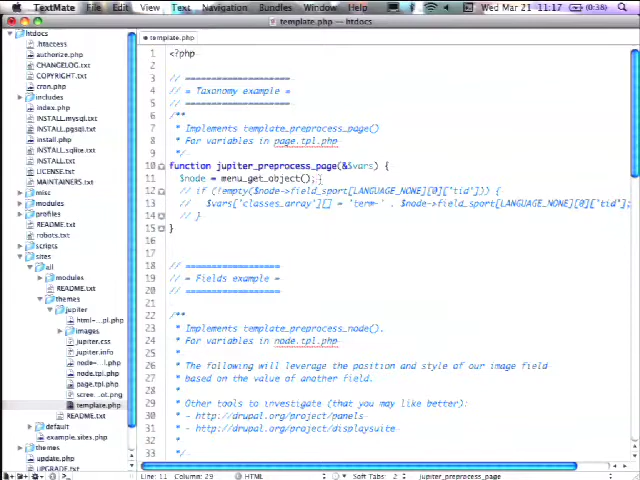 TextMate File Edit View Text Navigation Bundles Window Help Wed Mar 21 11:17 (0:38)
template.php — htdocs
htdocs
.htaccess
authorize.php
CHANGELOG.txt
COPYRIGHT.txt
cron.php
includes
index.php
INSTALL.mysql.txt
INSTALL.pgsql.txt
install.php
INSTALL.sqlite.txt
INSTALL.txt
LICENSE.txt
MAINTAINERS.txt
misc
modules
profiles
README.txt
robots.txt
scripts
sites
all
modules
README.txt
themes
jupiter
html-...pl.php
images
jupiter.css
jupiter.info
node-...l.php
node.tpl.php
page.tpl.php
scree...ot.png
template.php
README.txt
default
example.sites.php
themes
update.php
UPGRADE.txt
template.php
1 <?php
2
3 // =====================
4 // = Taxonomy example =
5 // =====================
6 /**
7 * Implements template_preprocess_page()
8 * For variables in page.tpl.php
9 */
10 function jupiter_preprocess_page(&$vars) {
11 $node = menu_get_object();
12 // if (!empty($node->field_sport[LANGUAGE_NONE][0]['tid'])) {
13 // $vars['classes_array'][] = 'term-' . $node->field_sport[LANGUAGE_NONE][0]['tid'];
14 // }
15 }
16
17
18 // ===================
19 // = Fields example =
20 // ===================
21
22 /**
23 * Implements template_preprocess_node().
24 * For variables in node.tpl.php
25 *
26 * The following will leverage the position and style of our image field
27 * based on the value of another field.
28 *
29 * Other tools to investigate (that you may like better):
30 * - http://drupal.org/project/panels
31 * - http://drupal.org/project/displaysuite
32 *
33 */
Line: 11 Column: 29 HTML Soft Tabs: 2 jupiter_preprocess_page